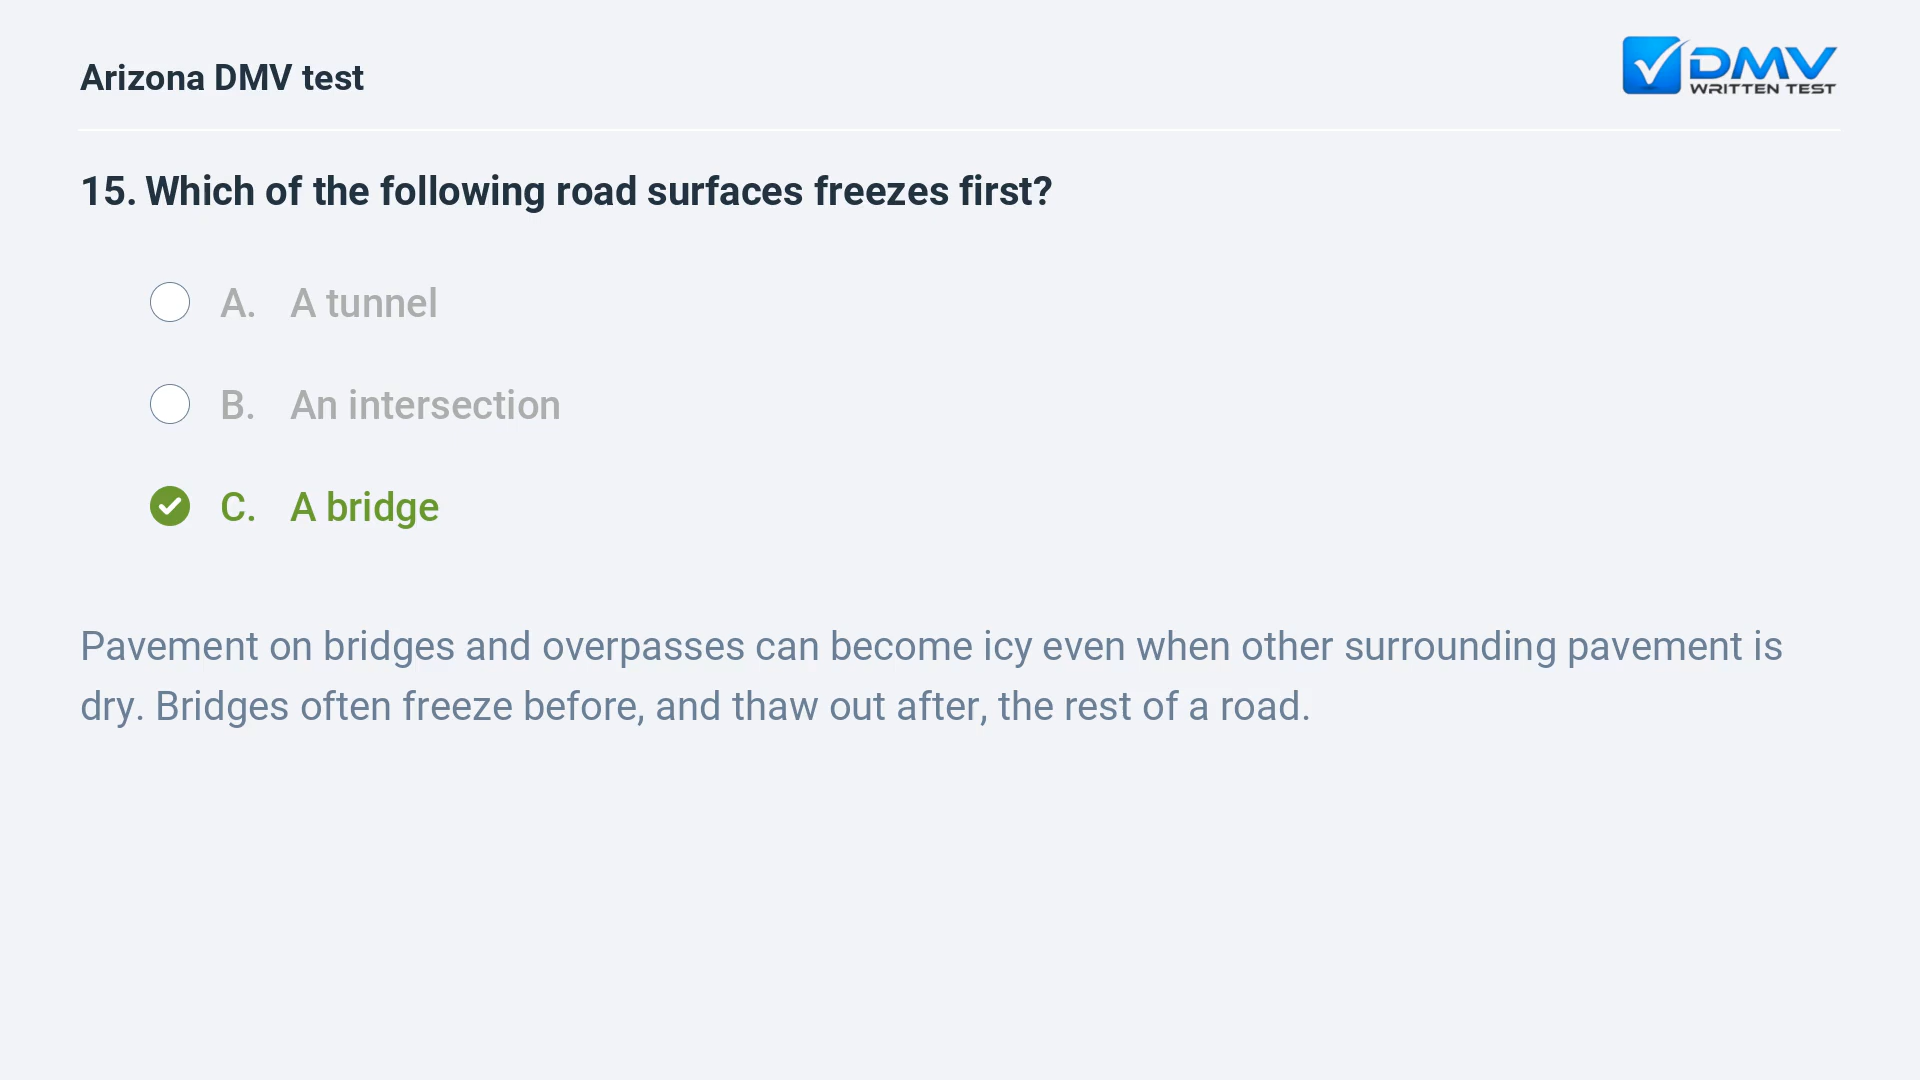 Arizona DMV test
DMV
WRITTEN TEST
15. Which of the following road surfaces freezes first?
A. A tunnel
B. An intersection
C. A bridge
Pavement on bridges and overpasses can become icy even when other surrounding pavement is
dry. Bridges often freeze before, and thaw out after, the rest of a road.